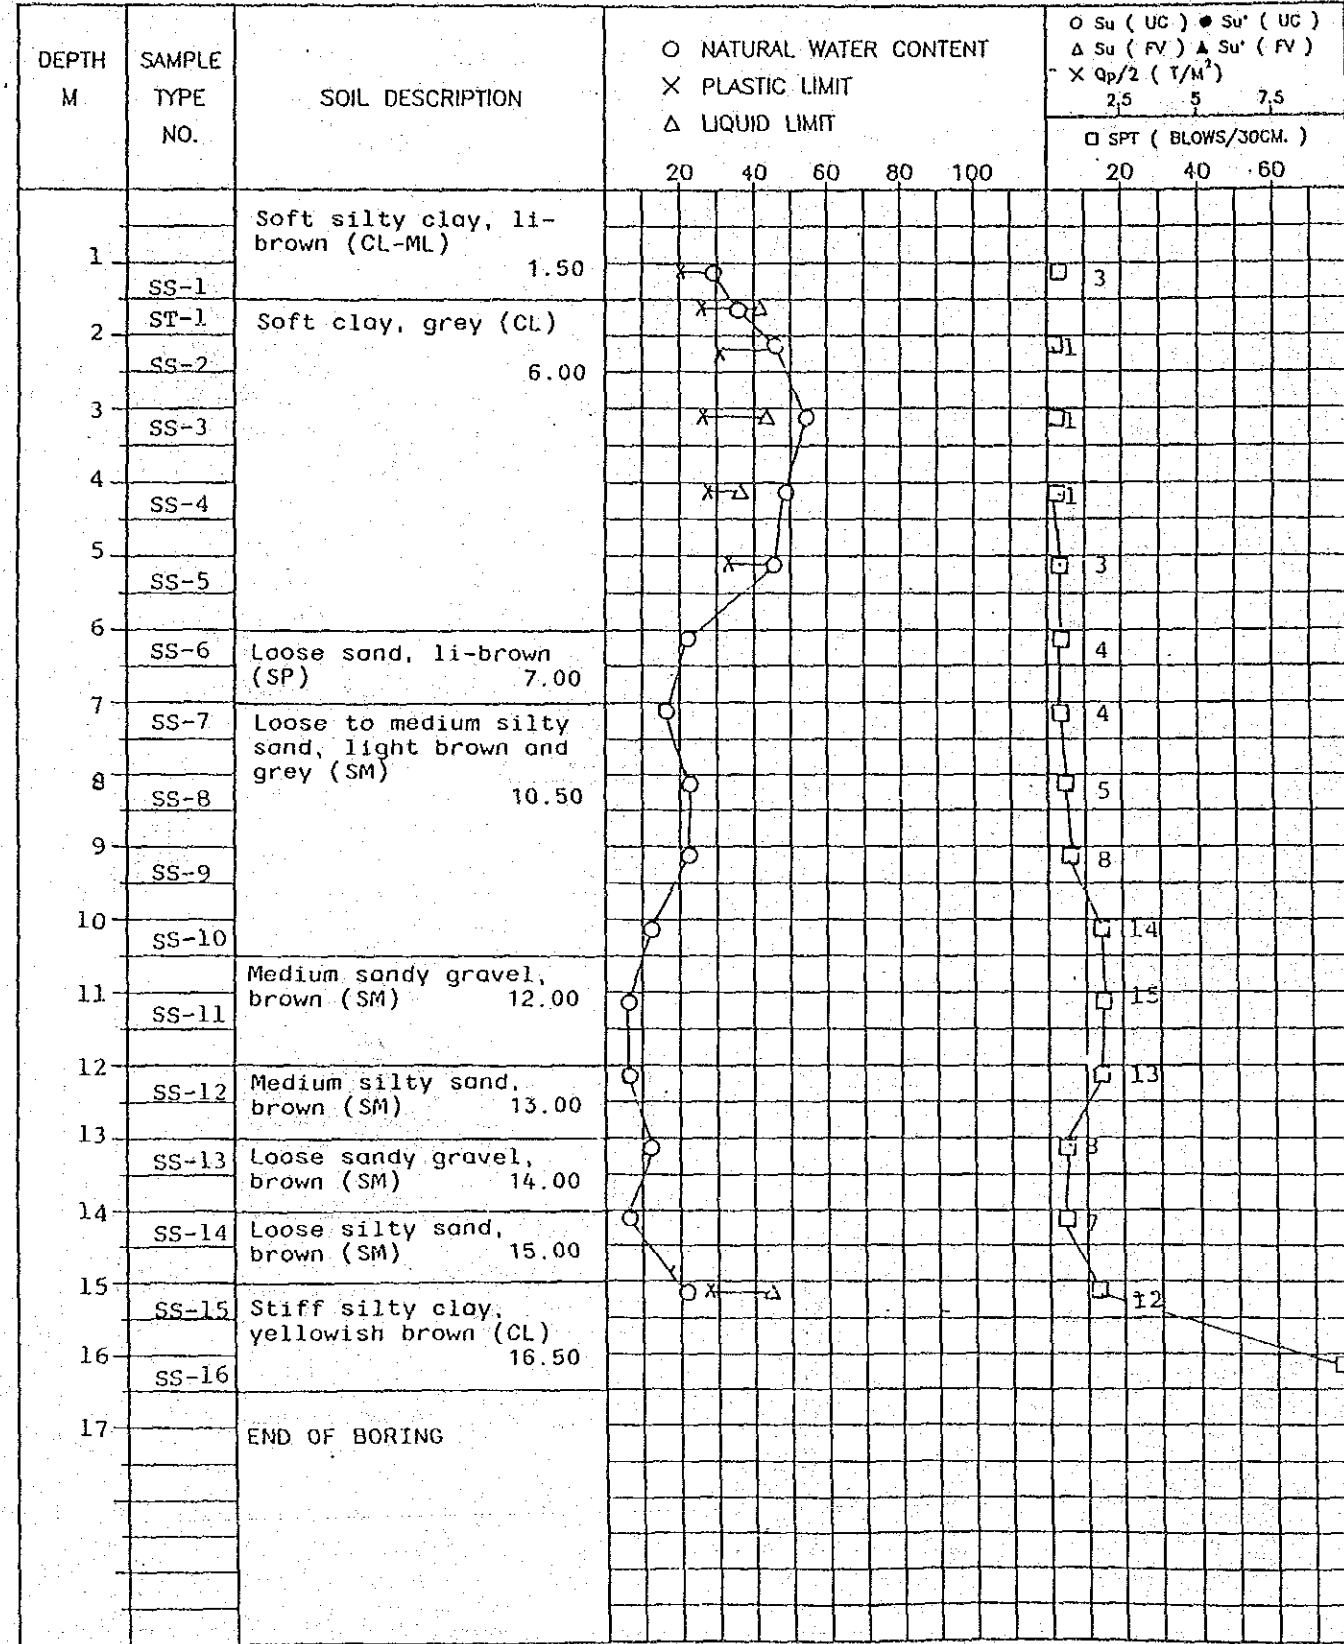 DEPTH
M
SAMPLE
TYPE
NO.
SOIL DESCRIPTION
O NATURAL WATER CONTENT
X PLASTIC LIMIT
Δ LIQUID LIMIT
20 40 60 80 100
O Su ( UC ) ● Su' ( UC )
Δ Su ( FV ) ▲ Su' ( FV )
X Qp/2 ( T/M² )
2.5 5 7.5
□ SPT ( BLOWS/30CM. )
20 40 60
Soft silty clay, li-
brown (CL-ML)
1.50
1
SS-1
3
ST-1
Soft clay, grey (CL)
6.00
2
SS-2
1
3
SS-3
1
4
SS-4
1
5
SS-5
3
6
SS-6
Loose sand, li-brown
(SP) 7.00
4
7
SS-7
Loose to medium silty
sand, light brown and
grey (SM)
10.50
4
8
SS-8
5
9
SS-9
8
10
SS-10
14
Medium sandy gravel,
brown (SM) 12.00
11
SS-11
15
12
SS-12
Medium silty sand,
brown (SM) 13.00
13
13
SS-13
Loose sandy gravel,
brown (SM) 14.00
8
14
SS-14
Loose silty sand,
brown (SM) 15.00
7
15
SS-15
Stiff silty clay,
yellowish brown (CL)
16.50
12
16
SS-16
17
END OF BORING